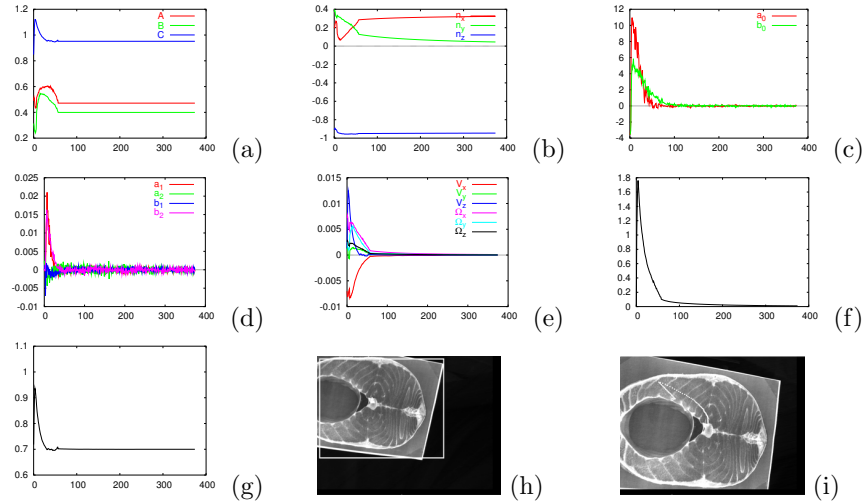 1.2
1
0.8
0.6
0.4
0.2
0 100 200 300 400
A
B
C
(a)
0.4
0.2
0
-0.2
-0.4
-0.6
-0.8
-1
0 100 200 300 400
n_x
n_y
n_z
(b)
12
10
8
6
4
2
0
-2
-4
0 100 200 300 400
a_0
b_0
(c)
0.025
0.02
0.015
0.01
0.005
0
-0.005
-0.01
0 100 200 300 400
a_1
a_2
b_1
b_2
(d)
0.015
0.01
0.005
0
-0.005
-0.01
0 100 200 300 400
V_x
V_y
V_z
Ω_x
Ω_y
Ω_z
(e)
1.8
1.6
1.4
1.2
1
0.8
0.6
0.4
0.2
0
0 100 200 300 400
(f)
1.1
1
0.9
0.8
0.7
0.6
0 100 200 300 400
(g)
(h)
(i)